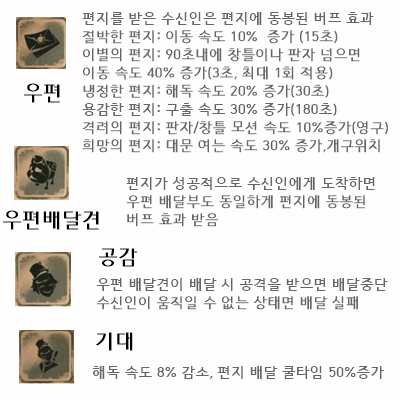 편지를 받은 수신인은 편지에 동봉된 버프 효과
절박한 편지: 이동 속도 10% 증가 (15초)
이별의 편지: 90초내에 창틀이나 판자 넘으면
이동 속도 40% 증가(3초, 최대 1회 적용)
냉정한 편지: 해독 속도 20% 증가(30초)
용감한 편지: 구출 속도 30% 증가(180초)
격려의 편지: 판자/창틀 모션 속도 10%증가(영구)
희망의 편지: 대문 여는 속도 30% 증가,개구위치
우편
편지가 성공적으로 수신인에게 도착하면
우편 배달부도 동일하게 편지에 동봉된
버프 효과 받음
우편배달견
공감
우편 배달견이 배달 시 공격을 받으면 배달중단
수신인이 움직일 수 없는 상태면 배달 실패
기대
해독 속도 8% 감소, 편지 배달 쿨타임 50%증가